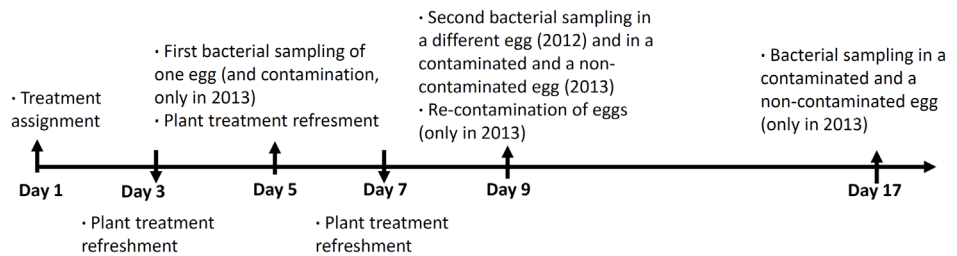 · Treatment
assignment
· First bacterial sampling of
one egg (and contamination,
only in 2013)
· Plant treatment refresment
· Second bacterial sampling in
a different egg (2012) and in a
contaminated and a non-
contaminated egg (2013)
· Re-contamination of eggs
(only in 2013)
· Bacterial sampling in a
contaminated and a
non-contaminated egg
(only in 2013)
Day 1
Day 3
Day 5
Day 7
Day 9
Day 17
· Plant treatment
refreshment
· Plant treatment
refreshment